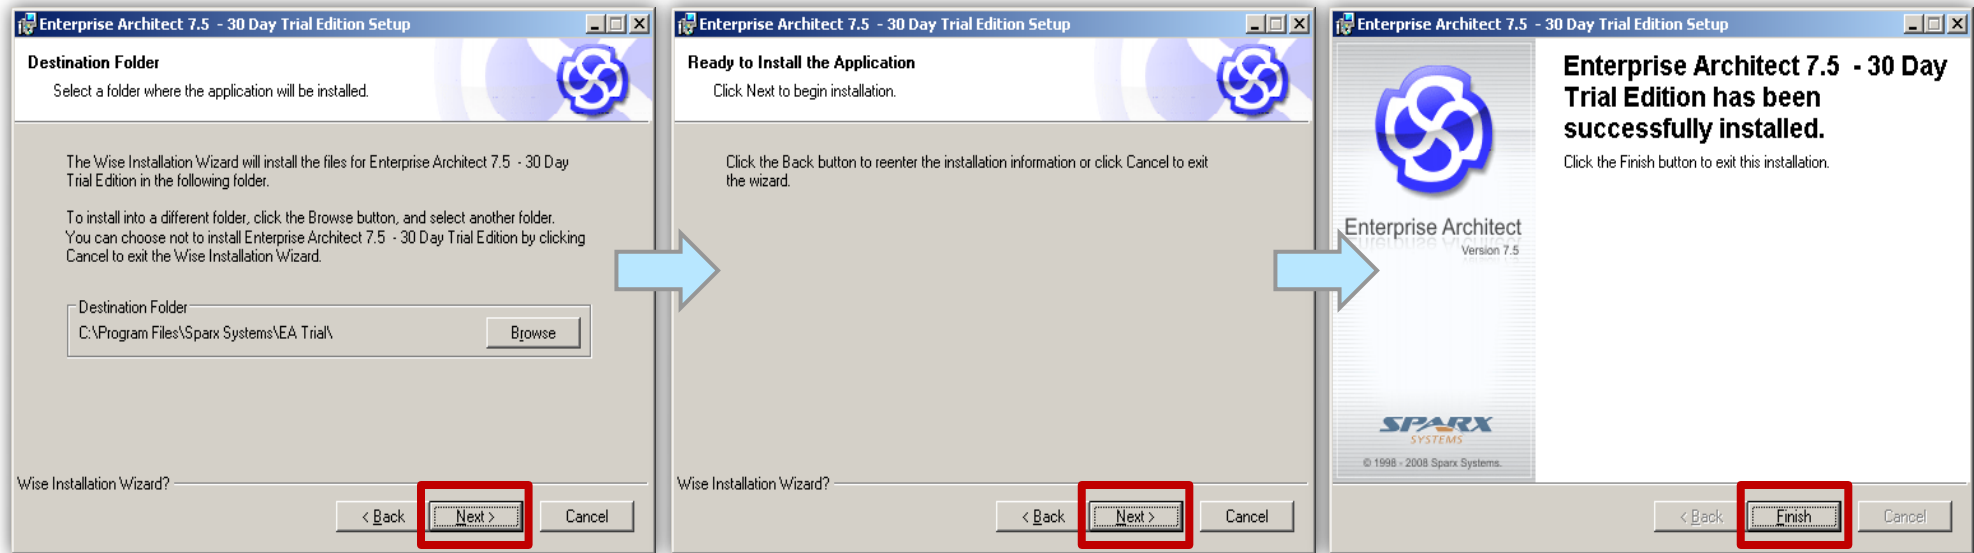 Enterprise Architect 7.5 - 30 Day Trial Edition Setup
Destination Folder
Select a folder where the application will be installed.
The Wise Installation Wizard will install the files for Enterprise Architect 7.5 - 30 Day
Trial Edition in the following folder.
To install into a different folder, click the Browse button, and select another folder.
You can choose not to install Enterprise Architect 7.5 - 30 Day Trial Edition by clicking
Cancel to exit the Wise Installation Wizard.
Destination Folder
C:\Program Files\Sparx Systems\EA Trial\
Browse
Wise Installation Wizard?
< Back
Next >
Cancel
Enterprise Architect 7.5 - 30 Day Trial Edition Setup
Ready to Install the Application
Click Next to begin installation.
Click the Back button to reenter the installation information or click Cancel to exit
the wizard.
Wise Installation Wizard?
< Back
Next >
Cancel
Enterprise Architect 7.5 - 30 Day Trial Edition Setup
Enterprise Architect 7.5 - 30 Day
Trial Edition has been
successfully installed.
Click the Finish button to exit this installation.
Enterprise Architect
Version 7.5
SPARX
SYSTEMS
© 1998 - 2008 Sparx Systems.
< Back
Finish
Cancel